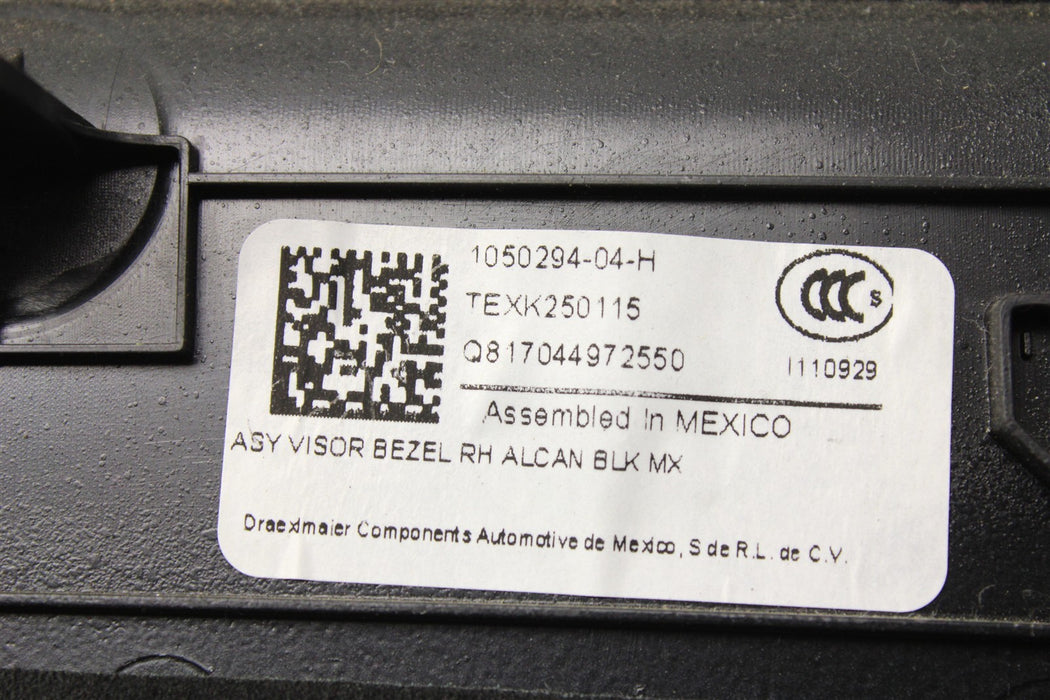 1050294-04-H
TEXK250115
CCC S
Q817044972550
I110929
Assembled In MEXICO
ASY VISOR BEZEL RH ALCAN BLK MX
Draexlmaier Components Automotive de Mexico, S de R.L. de C.V.